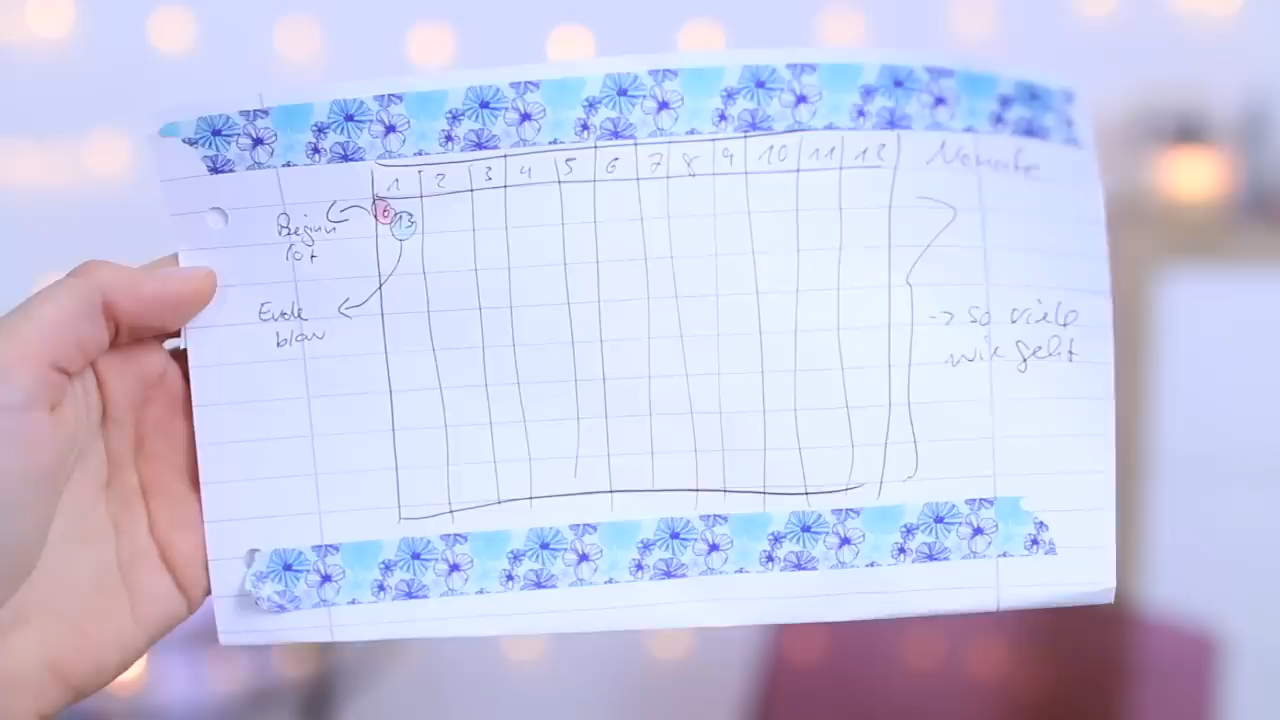 1 2 3 4 5 6 7 8 9 10 11 12 Monate
6 13
Beginn
rot
Ende
blau
-> so viele
wie geht